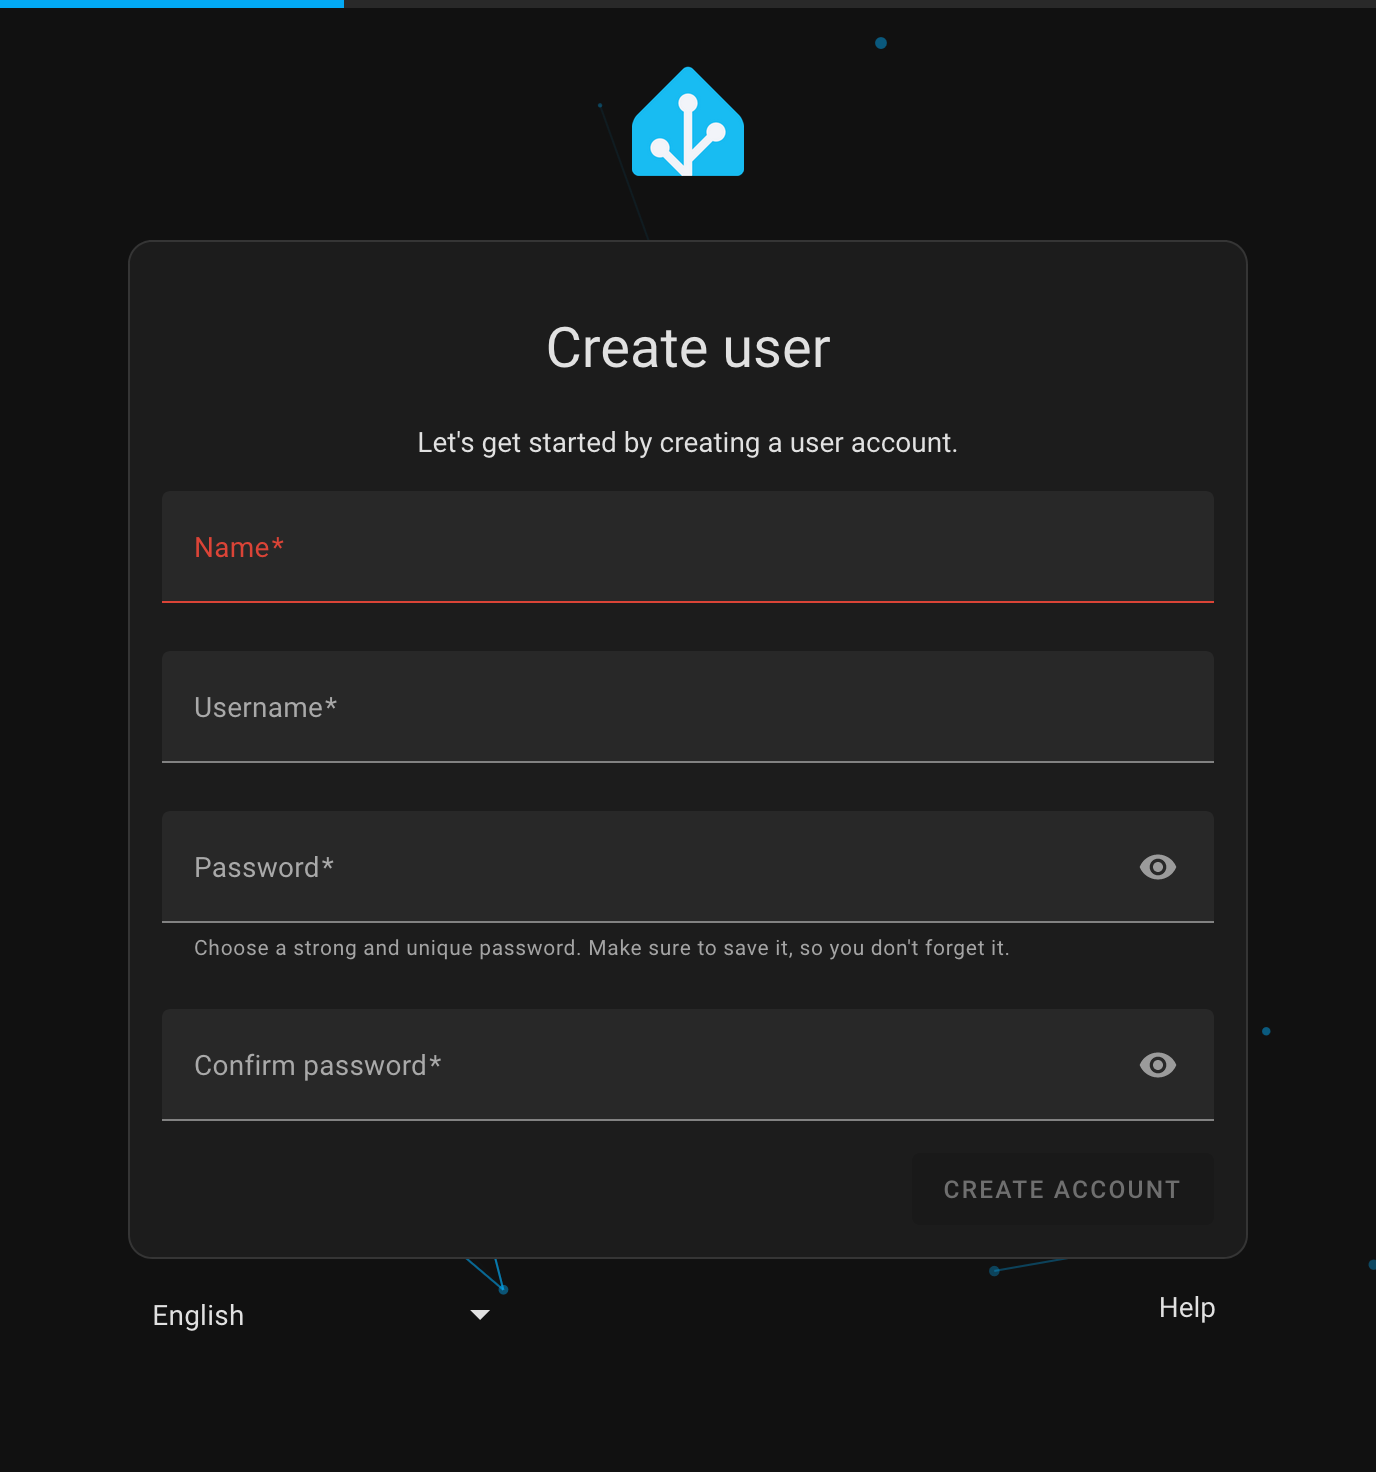 Create user
Let's get started by creating a user account.
Name*
Username*
Password*
Choose a strong and unique password. Make sure to save it, so you don't forget it.
Confirm password*
CREATE ACCOUNT
English
Help